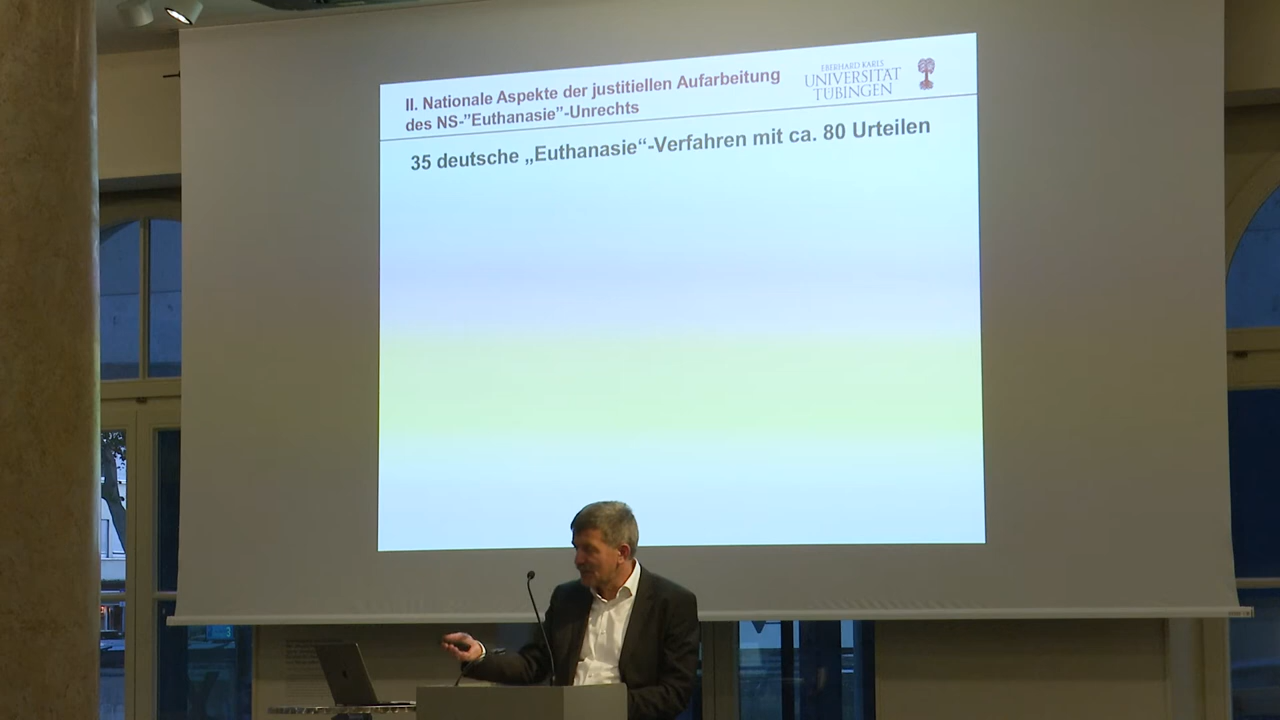 II. Nationale Aspekte der justitiellen Aufarbeitung
des NS-"Euthanasie"-Unrechts
EBERHARD KARLS
UNIVERSITÄT
TÜBINGEN
35 deutsche „Euthanasie“-Verfahren mit ca. 80 Urteilen